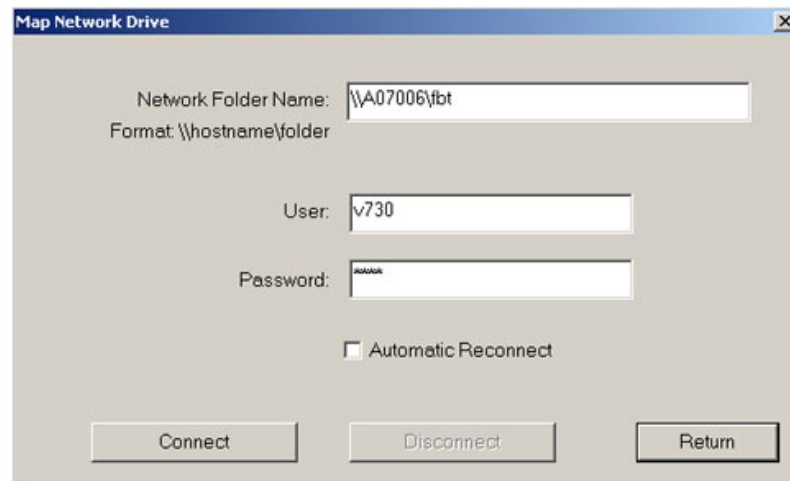 Map Network Drive
Network Folder Name: \\A07006\fbt
Format: \\hostname\folder
User: v730
Password: ****
Automatic Reconnect
Connect Disconnect Return